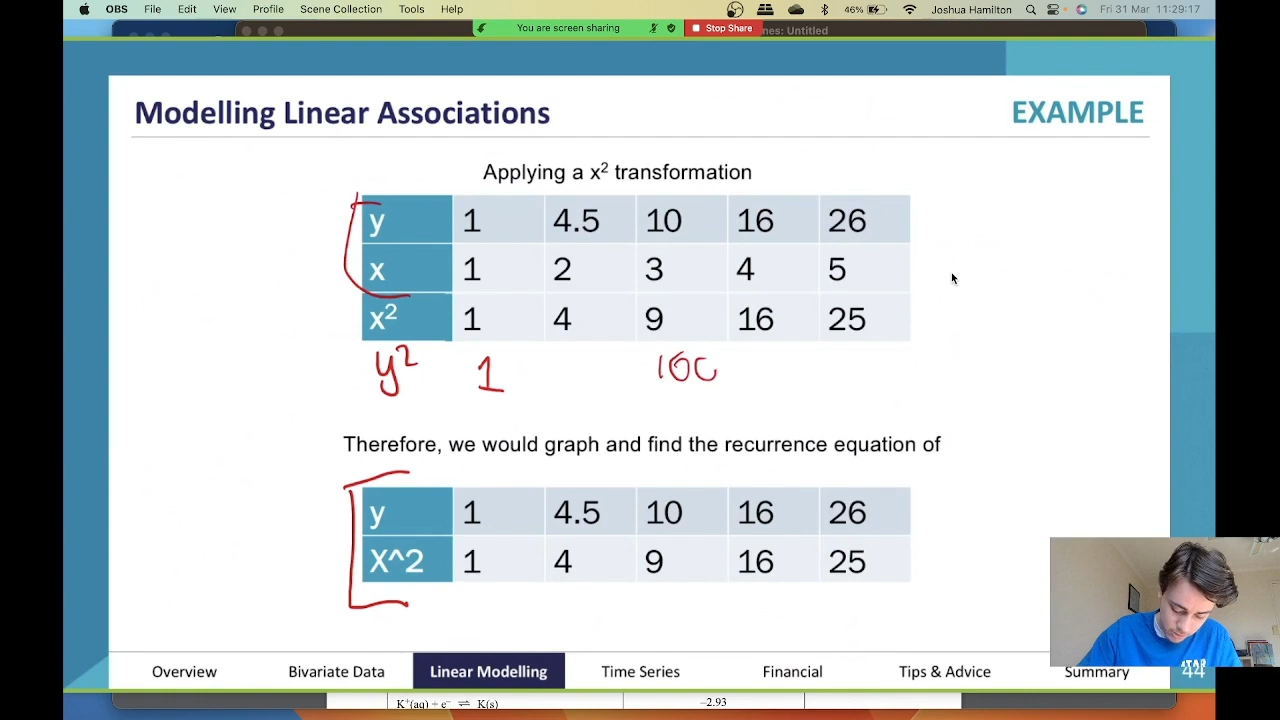 OBS File Edit View Profile Scene Collection Tools Help 46% Joshua Hamilton Fri 31 Mar 11:29:17
You are screen sharing Stop Share nes: Untitled
Modelling Linear Associations EXAMPLE
Applying a x² transformation
y 1 4.5 10 16 26
x 1 2 3 4 5
x² 1 4 9 16 25
y² 1 100
Therefore, we would graph and find the recurrence equation of
y 1 4.5 10 16 26
X^2 1 4 9 16 25
Overview Bivariate Data Linear Modelling Time Series Financial Tips & Advice Summary 44
K⁺(aq) + e⁻ ⇌ K(s) −2.93